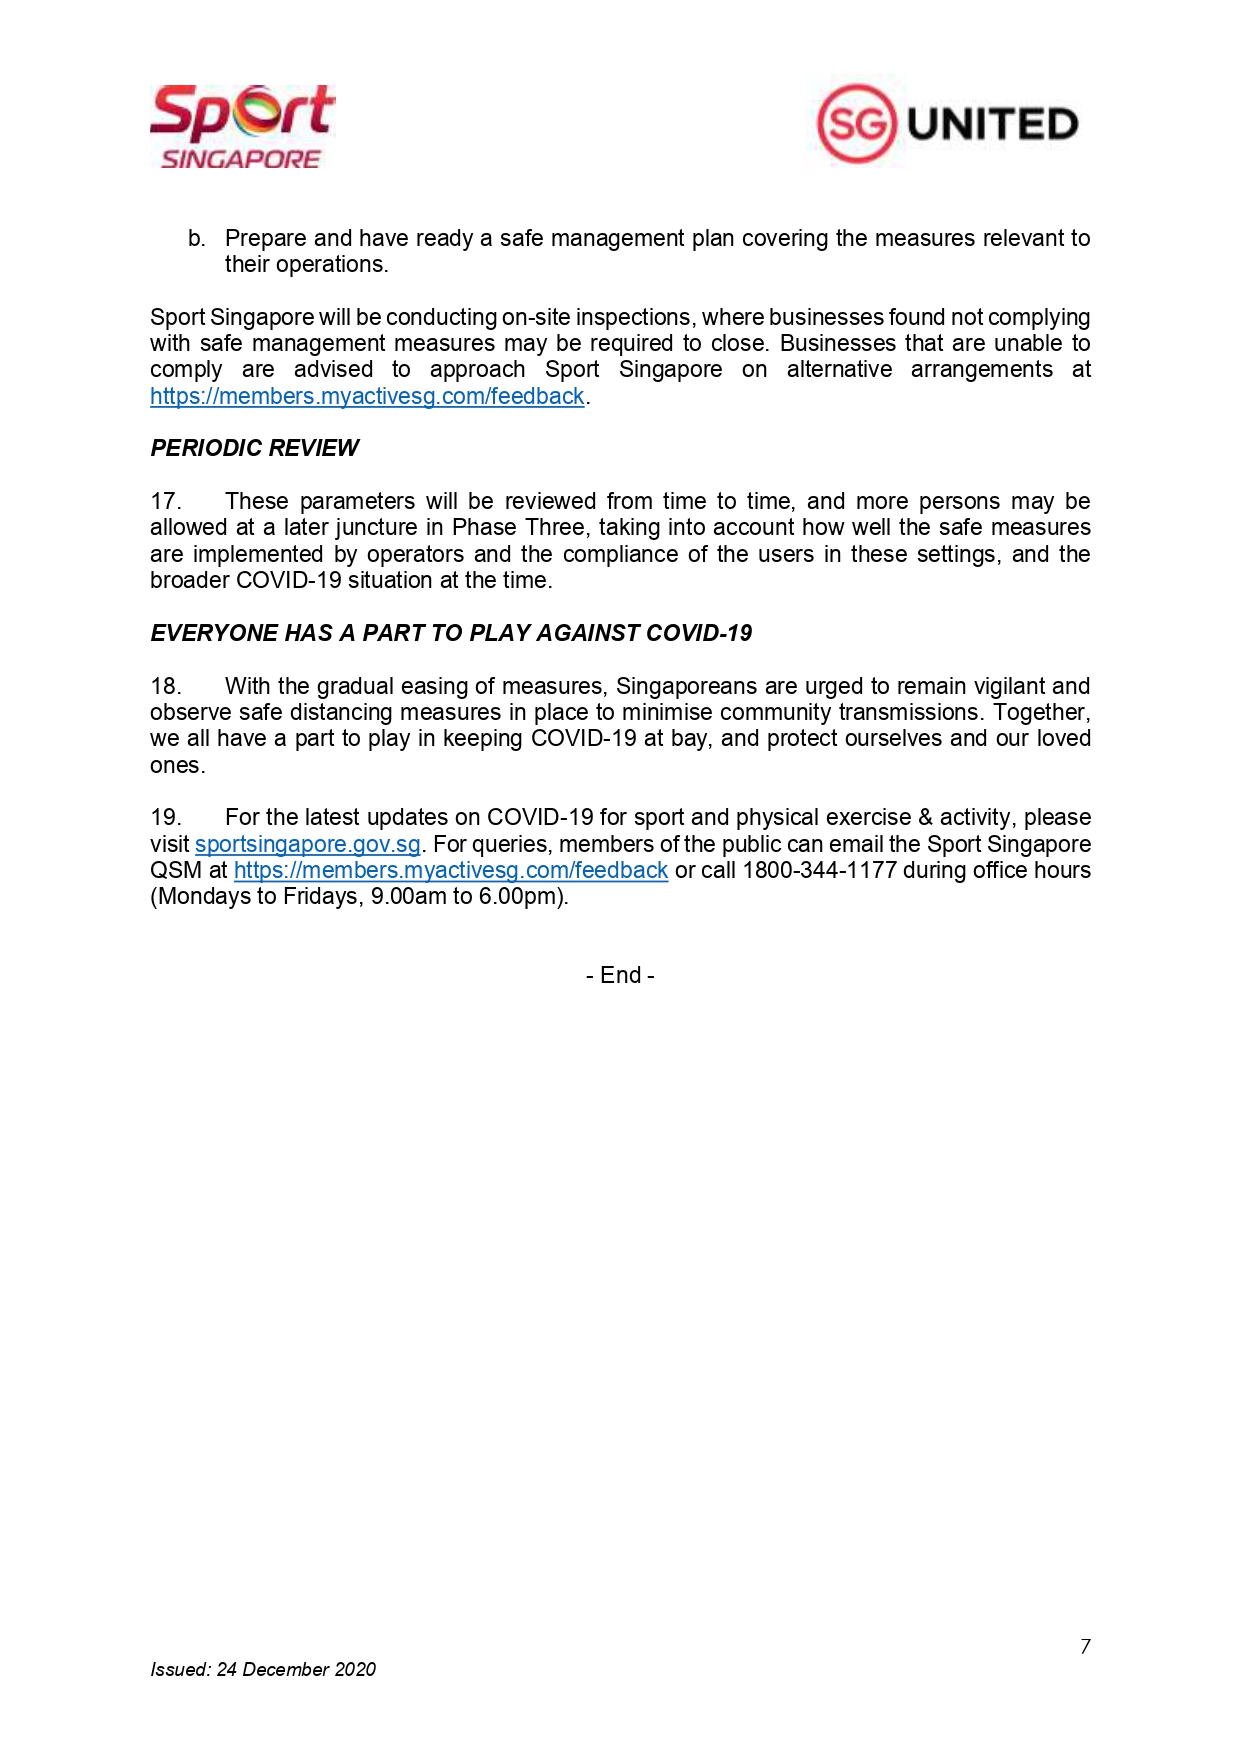 Sport
SINGAPORE
SG UNITED
b. Prepare and have ready a safe management plan covering the measures relevant to
their operations.
Sport Singapore will be conducting on-site inspections, where businesses found not complying
with safe management measures may be required to close. Businesses that are unable to
comply are advised to approach Sport Singapore on alternative arrangements at
https://members.myactivesg.com/feedback.
PERIODIC REVIEW
17. These parameters will be reviewed from time to time, and more persons may be
allowed at a later juncture in Phase Three, taking into account how well the safe measures
are implemented by operators and the compliance of the users in these settings, and the
broader COVID-19 situation at the time.
EVERYONE HAS A PART TO PLAY AGAINST COVID-19
18. With the gradual easing of measures, Singaporeans are urged to remain vigilant and
observe safe distancing measures in place to minimise community transmissions. Together,
we all have a part to play in keeping COVID-19 at bay, and protect ourselves and our loved
ones.
19. For the latest updates on COVID-19 for sport and physical exercise & activity, please
visit sportsingapore.gov.sg. For queries, members of the public can email the Sport Singapore
QSM at https://members.myactivesg.com/feedback or call 1800-344-1177 during office hours
(Mondays to Fridays, 9.00am to 6.00pm).
- End -
7
Issued: 24 December 2020